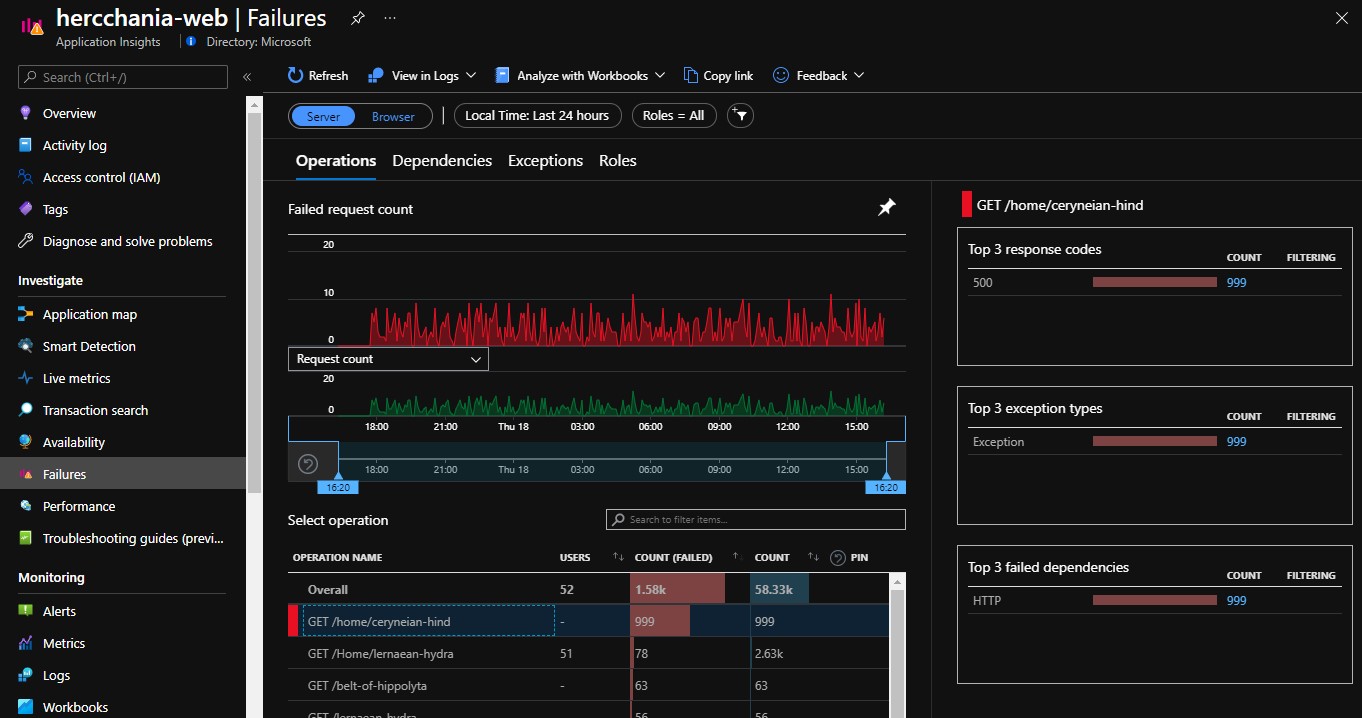 hercchania-web | Failures
Application Insights
Directory: Microsoft
Search (Ctrl+/)
Overview
Activity log
Access control (IAM)
Tags
Diagnose and solve problems
Investigate
Application map
Smart Detection
Live metrics
Transaction search
Availability
Failures
Performance
Troubleshooting guides (previ...
Monitoring
Alerts
Metrics
Logs
Workbooks
Refresh View in Logs Analyze with Workbooks Copy link Feedback
Server Browser Local Time: Last 24 hours Roles = All
Operations Dependencies Exceptions Roles
Failed request count
20
10
0
Request count
20
0
18:00 21:00 Thu 18 03:00 06:00 09:00 12:00 15:00
18:00 21:00 Thu 18 03:00 06:00 09:00 12:00 15:00
16:20 16:20
Select operation
Search to filter items...
OPERATION NAME USERS COUNT (FAILED) COUNT PIN
Overall 52 1.58k 58.33k
GET /home/ceryneian-hind - 999 999
GET /Home/lernaean-hydra 51 78 2.63k
GET /belt-of-hippolyta - 63 63
GET /lernaean-hydra 56 56
GET /home/ceryneian-hind
Top 3 response codes
COUNT FILTERING
500 999
Top 3 exception types
COUNT FILTERING
Exception 999
Top 3 failed dependencies
COUNT FILTERING
HTTP 999